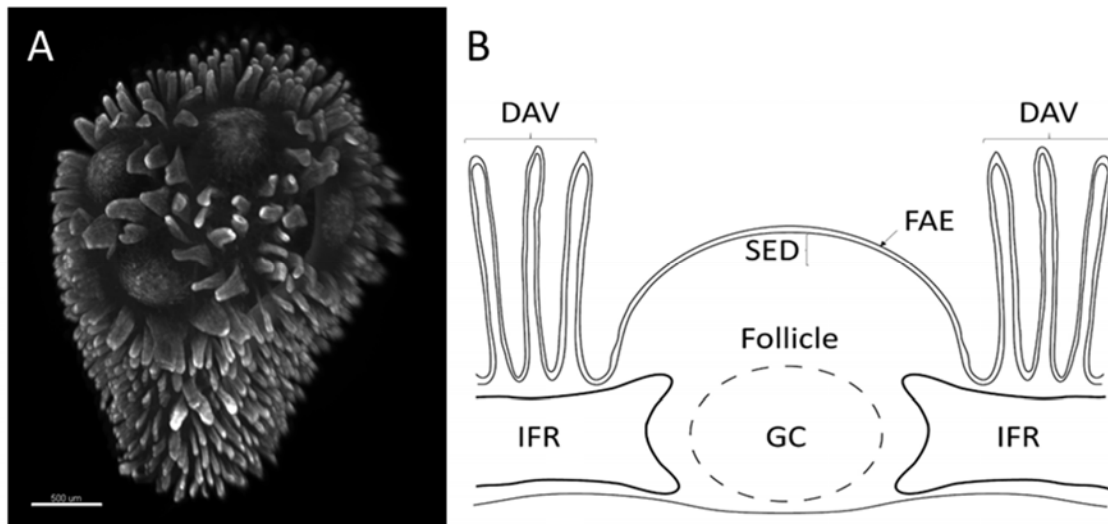 A
500 um
B
DAV
DAV
FAE
SED
Follicle
IFR
GC
IFR